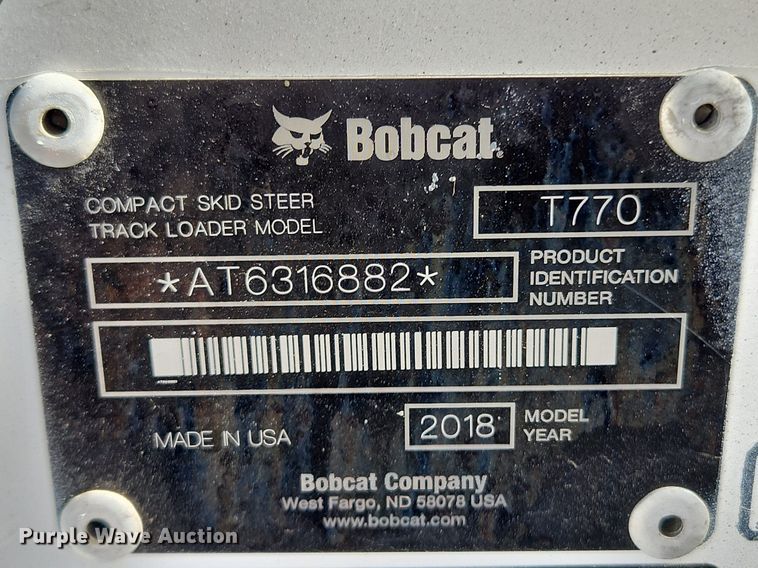 Bobcat®
COMPACT SKID STEER
TRACK LOADER MODEL
T770
*AT6316882*
PRODUCT
IDENTIFICATION
NUMBER
MADE IN USA
2018
MODEL
YEAR
Bobcat Company
West Fargo, ND 58078 USA
www.bobcat.com
Purple Wave Auction